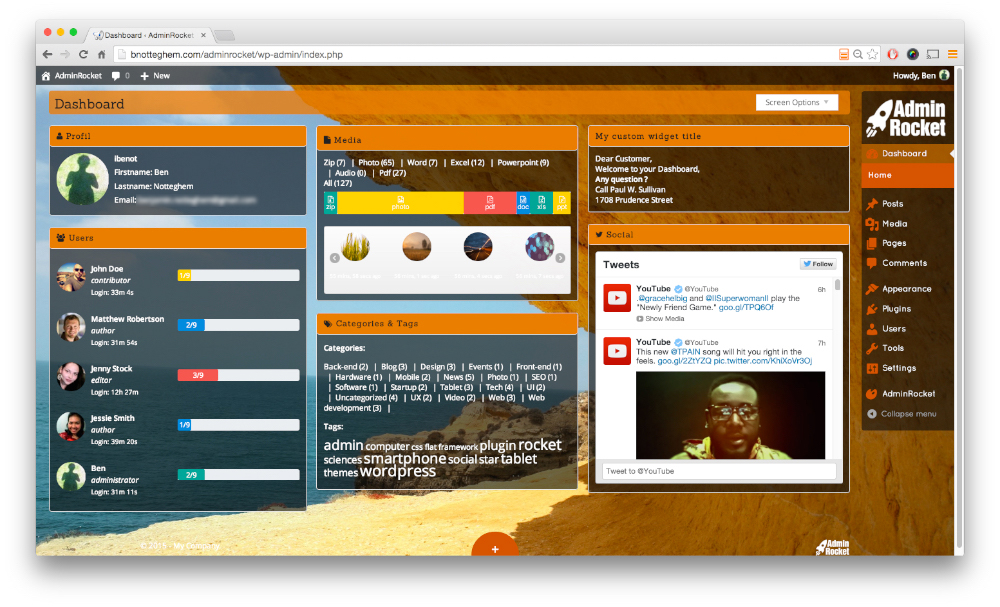 Dashboard ‹ AdminRocket
bnotteghem.com/adminrocket/wp-admin/index.php
AdminRocket 0 New Howdy, Ben
Dashboard Screen Options
Profil
ibenot
Firstname: Ben
Lastname: Notteghem
Email:
Users
John Doe
contributor
Login: 33m 4s
1/9
Matthew Robertson
author
Login: 31m 54s
2/9
Jenny Stock
editor
Login: 12h 27m
3/9
Jessie Smith
author
Login: 39m 20s
1/9
Ben
administrator
Login: 31m 11s
2/9
Media
Zip (7) | Photo (65) | Word (7) | Excel (12) | Powerpoint (9)
| Audio (0) | Pdf (27)
All (127)
zip photo pdf doc xls ppt
Categories & Tags
Categories:
Back-end (2) | Blog (3) | Design (3) | Events (1) | Front-end (1)
| Hardware (1) | Mobile (2) | News (5) | Photo (1) | SEO (1)
| Software (1) | Startup (2) | Tablet (3) | Tech (4) | UI (2)
| Uncategorized (4) | UX (2) | Video (2) | Web (3) | Web
development (3) |
Tags:
admin computer css flat framework plugin rocket
sciences smartphone social star tablet
themes wordpress
My custom widget title
Dear Customer,
Welcome to your Dashboard,
Any question ?
Call Paul W. Sullivan
1708 Prudence Street
Social
Tweets Follow
YouTube @YouTube 6h
.@gracehelbig and @IISuperwomanII play the
"Newly Friend Game." goo.gl/TPQ6Of
Show Media
YouTube @YouTube 7h
This new @TPAIN song will hit you right in the
feels. goo.gl/2ZtYZQ pic.twitter.com/KhiXoVr3Oj
Tweet to @YouTube
Admin
Rocket
Dashboard
Home
Posts
Media
Pages
Comments
Appearance
Plugins
Users
Tools
Settings
AdminRocket
Collapse menu
© 2015 - My Company
+
Admin
Rocket